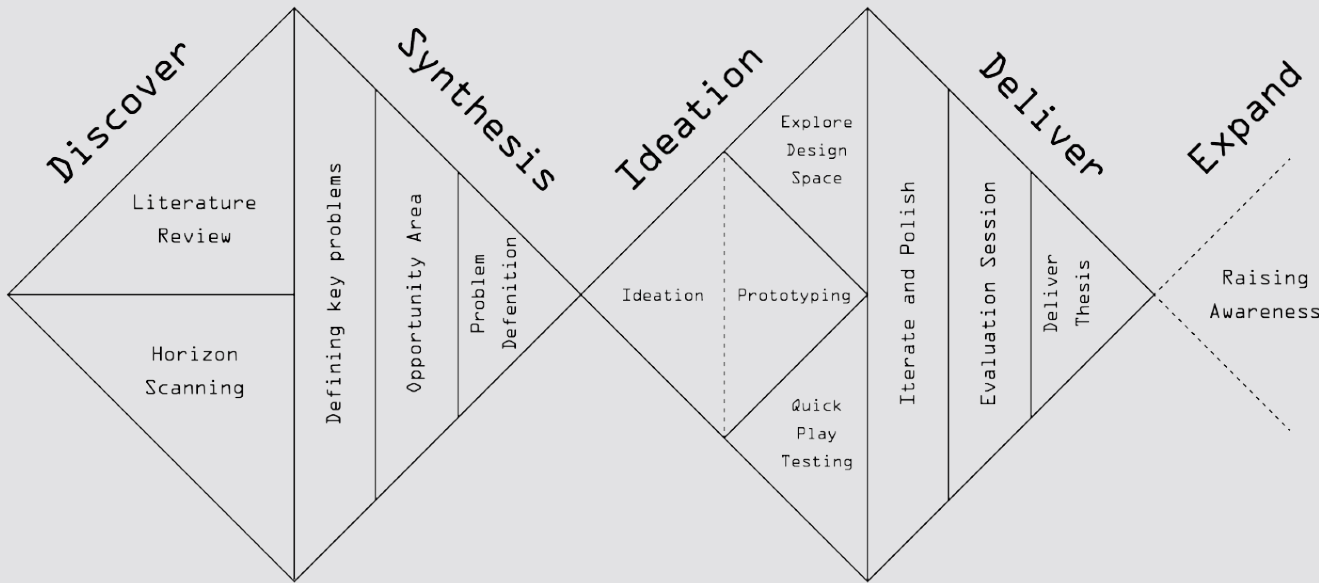 Discover
Literature
Review
Horizon
Scanning
Synthesis
Defining key problems
Opportunity Area
Problem
Defenition
Ideation
Ideation
Prototyping
Explore
Design
Space
Quick
Play
Testing
Deliver
Iterate and Polish
Evaluation Session
Deliver
Thesis
Expand
Raising
Awareness